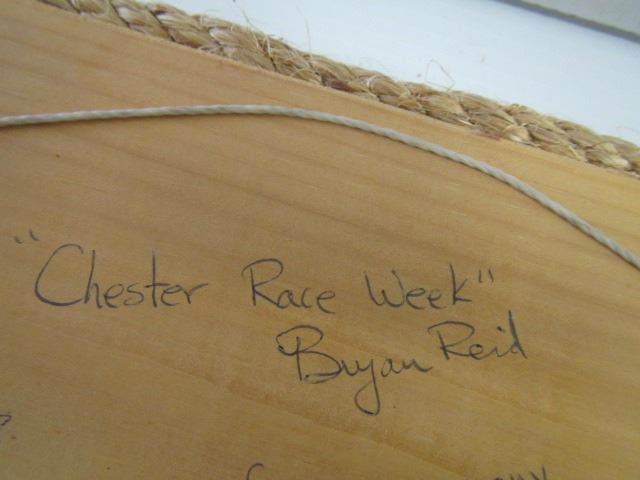 "Chester Race Week"
Bryan Reid